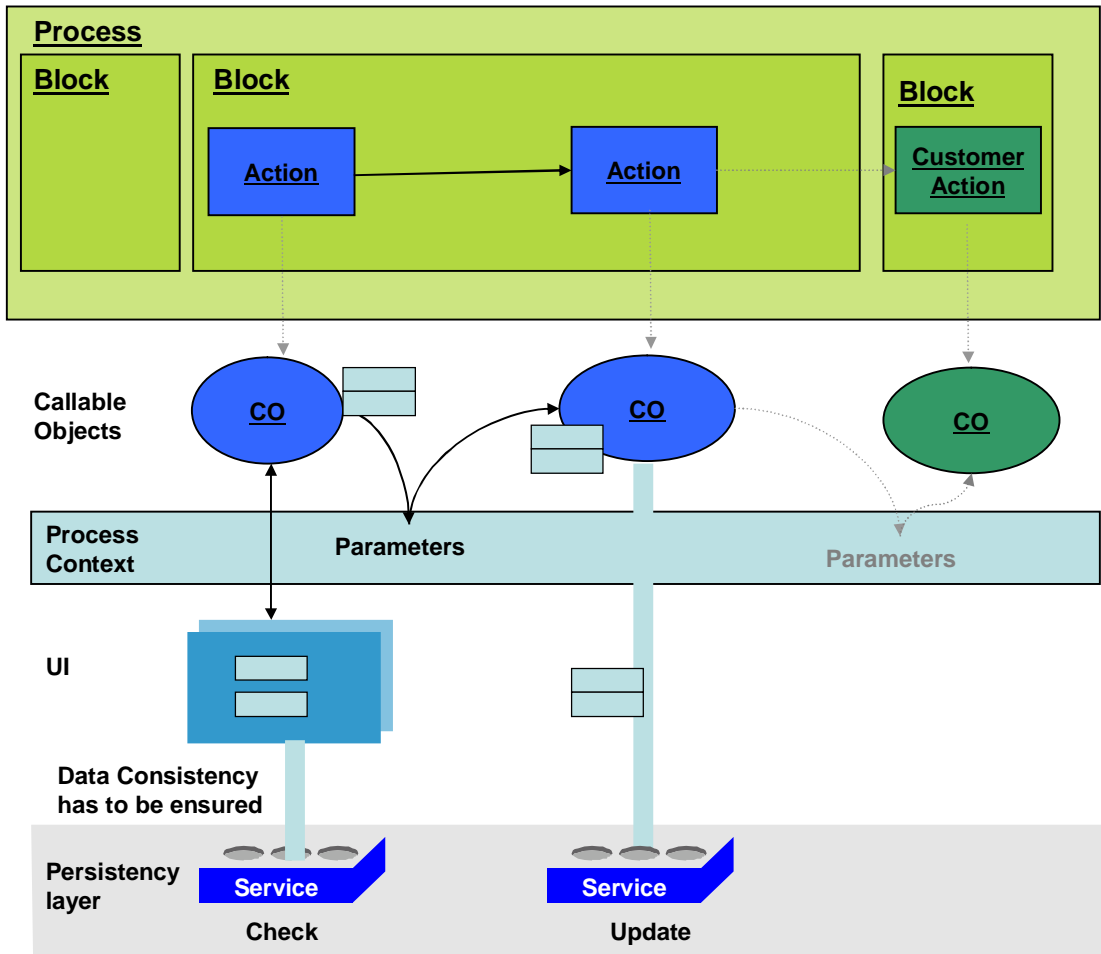 Process
Block
Block
Block
Action
Action
Customer
Action
Callable
Objects
CO
CO
CO
Process
Context
Parameters
Parameters
UI
Data Consistency
has to be ensured
Persistency
layer
Service
Service
Check
Update